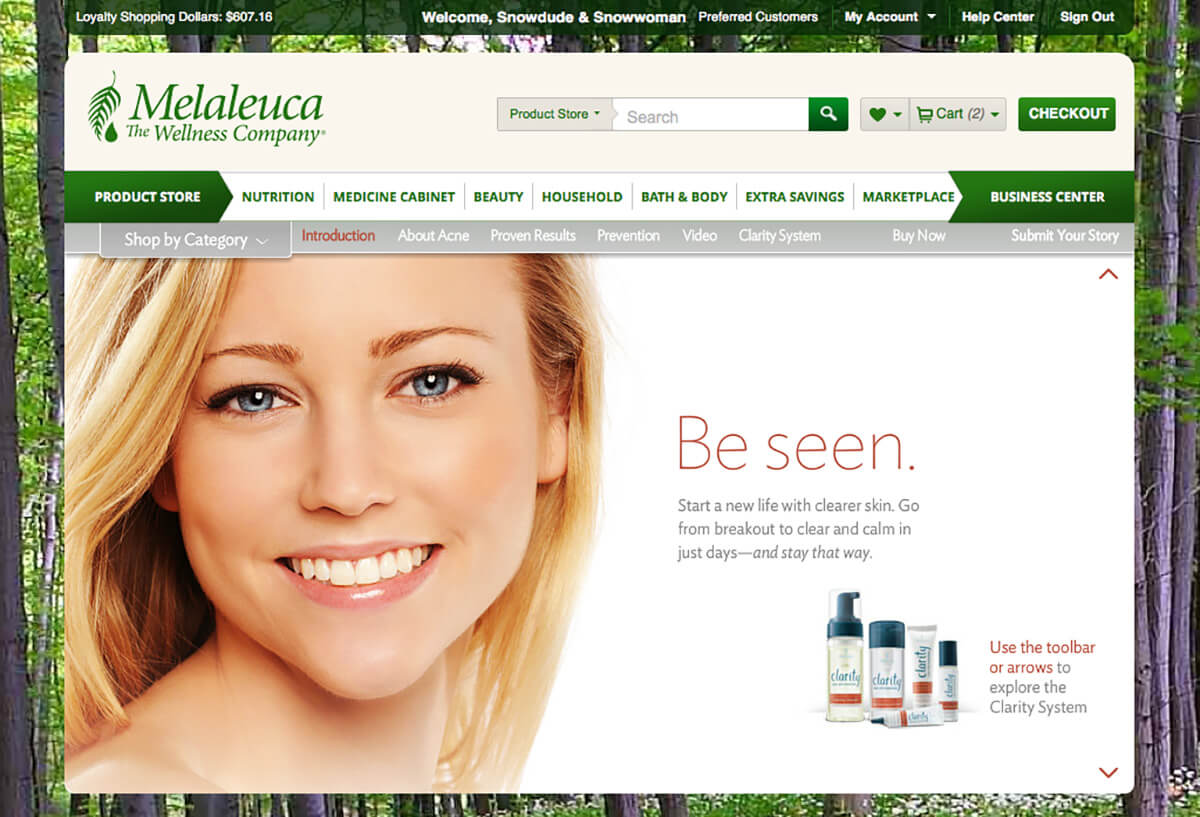 Loyalty Shopping Dollars: $607.16
Welcome, Snowdude & Snowwoman Preferred Customers My Account Help Center Sign Out
Melaleuca
The Wellness Company®
Product Store Search Cart (2) CHECKOUT
PRODUCT STORE NUTRITION MEDICINE CABINET BEAUTY HOUSEHOLD BATH & BODY EXTRA SAVINGS MARKETPLACE BUSINESS CENTER
Shop by Category Introduction About Acne Proven Results Prevention Video Clarity System Buy Now Submit Your Story
Be seen.
Start a new life with clearer skin. Go
from breakout to clear and calm in
just days—and stay that way.
clarity
clarity
clarity
clarity
clarity
Use the toolbar
or arrows to
explore the
Clarity System